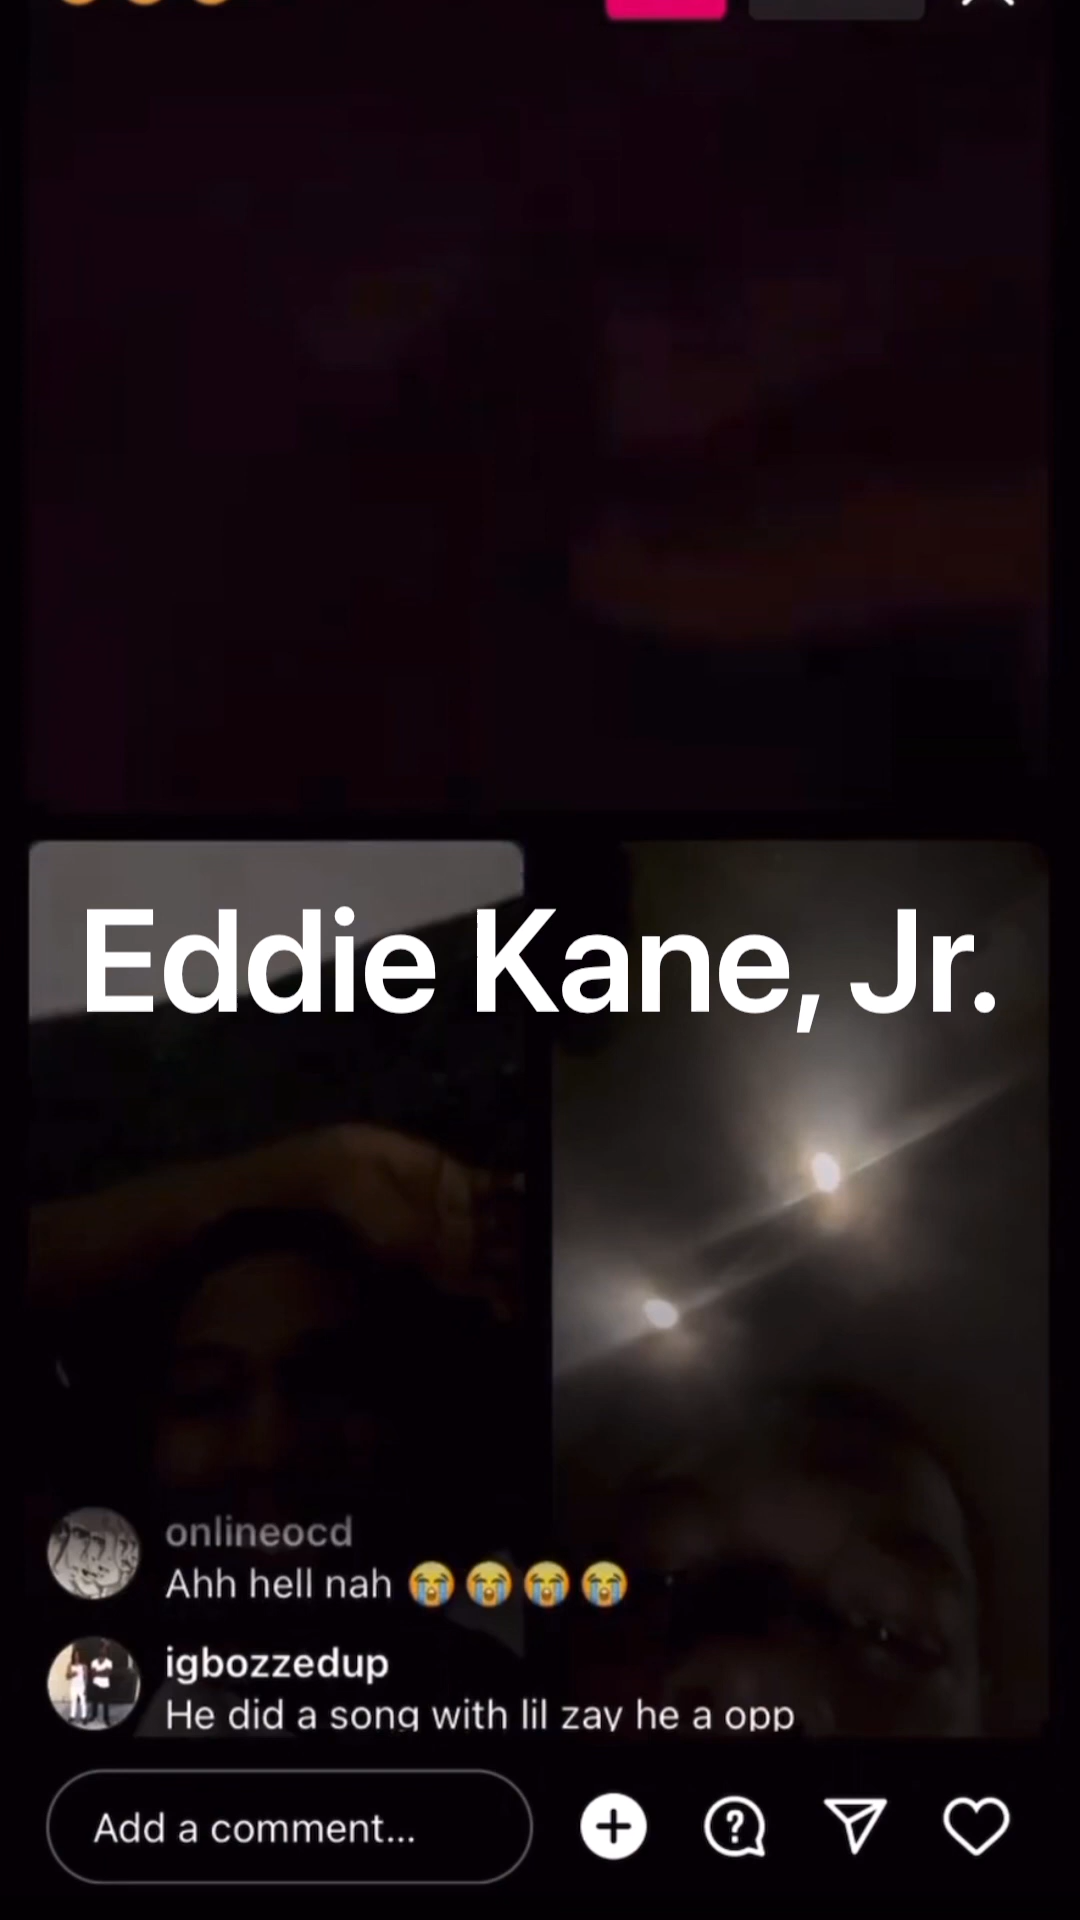 Eddie Kane, Jr.
onlineocd
Ahh hell nah 😭😭😭😭
igbozzedup
He did a song with lil zay he a opp
Add a comment...